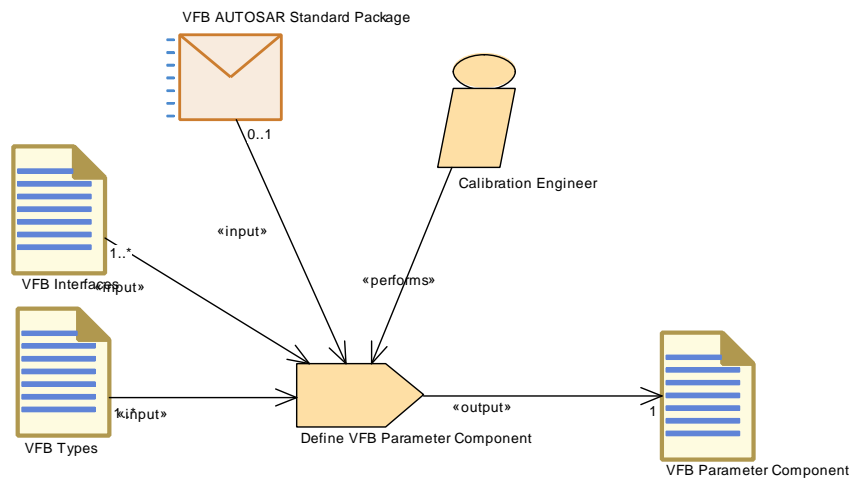 VFB AUTOSAR Standard Package
0..1
Calibration Engineer
«input»
1..*
«performs»
VFB Interfaces
«input»
«input»
«output»
1
Define VFB Parameter Component
VFB Types
VFB Parameter Component